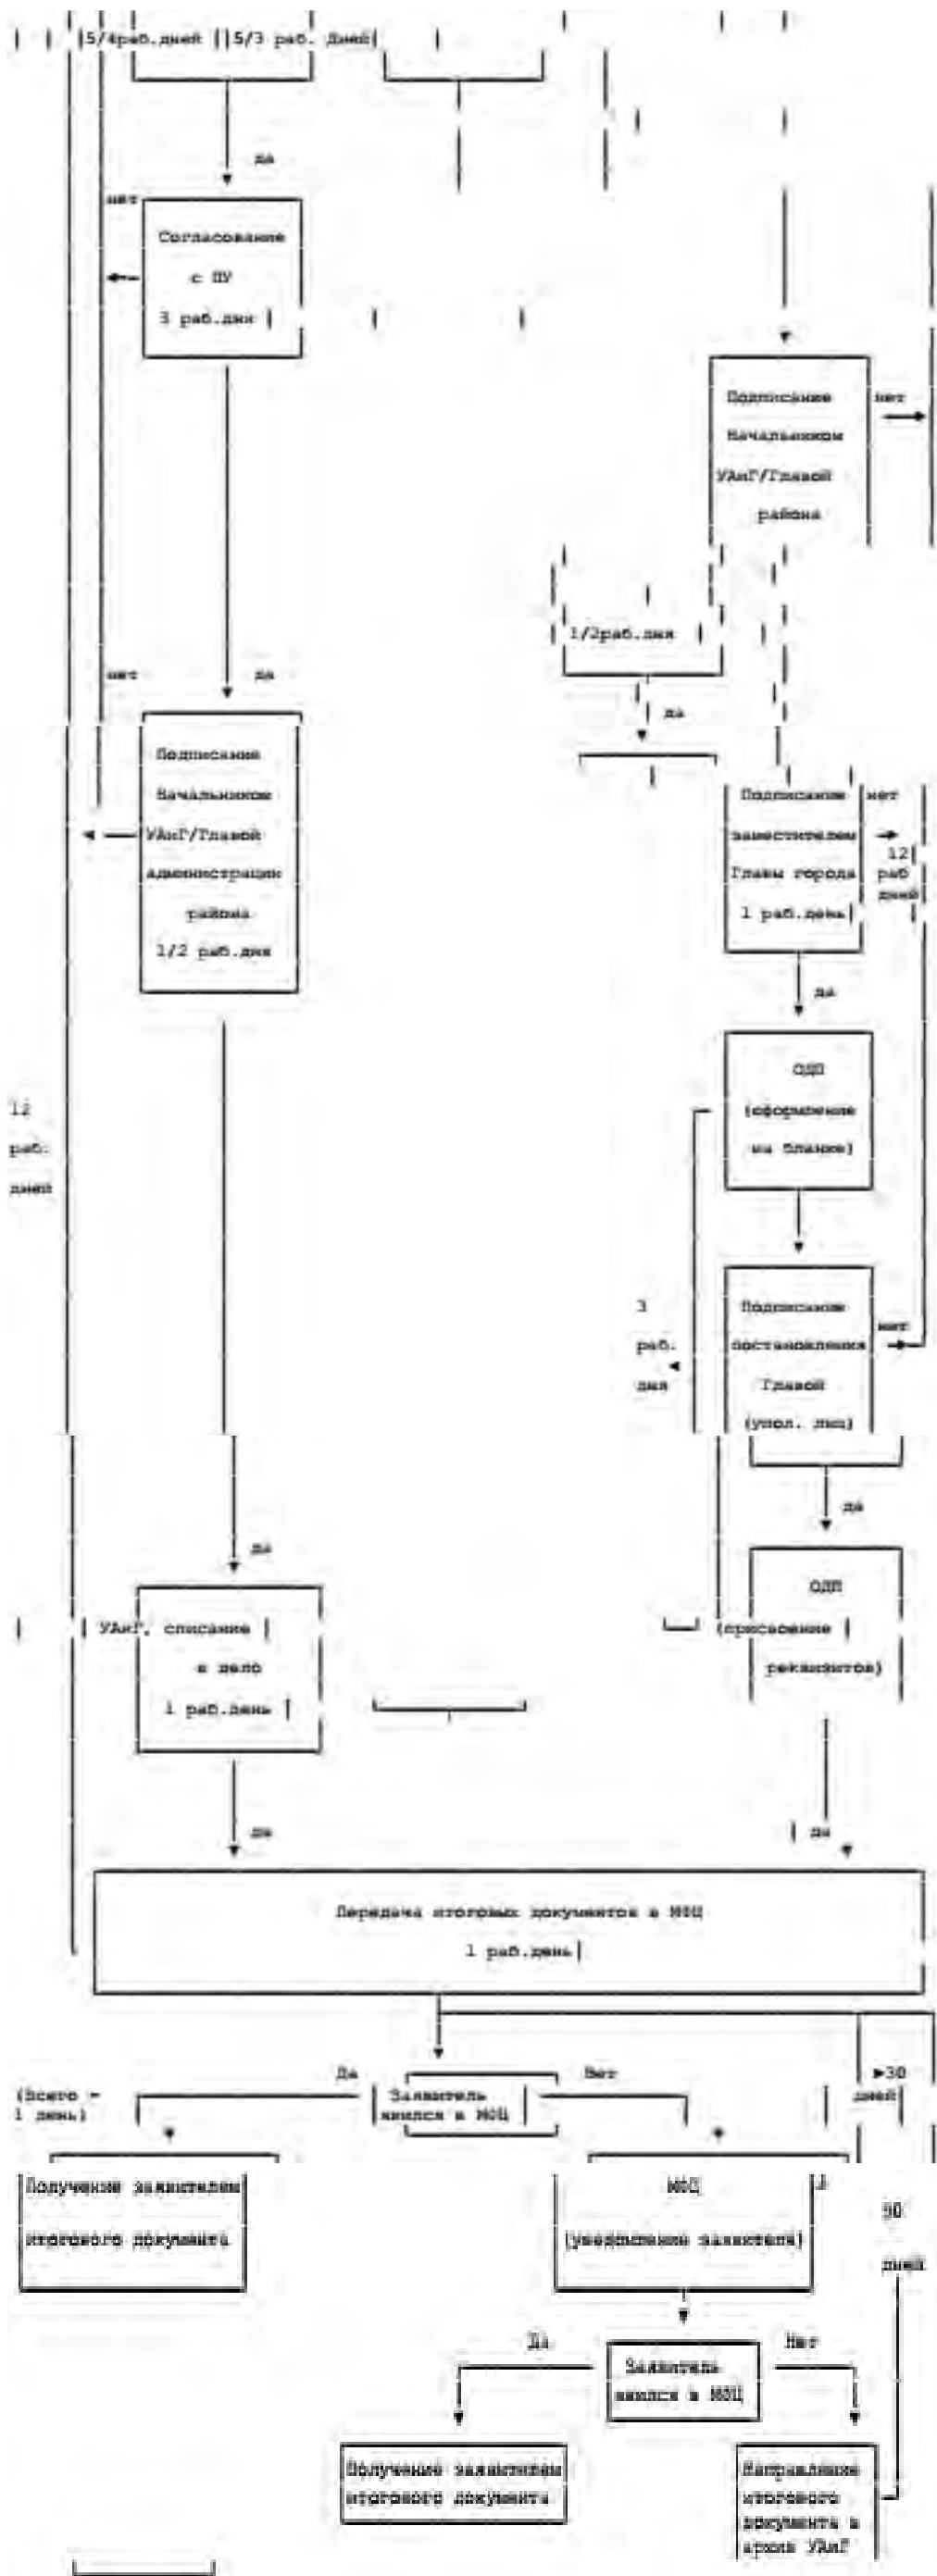 5/4раб.дней 5/3 раб. Дней
да
нет
Согласование
с ПУ
3 раб.дня
Подписание
нет
Начальником
УАиГ/Главой
района
1/2раб.дня
нет
да
да
Подписание
Начальником
УАиГ/Главой
администрации
района
1/2 раб.дня
Подписание
нет
заместителем
Главы города
1 раб.день
12
раб
дней
да
ОДП
(оформление
на бланке)
12
раб.
дней
3
раб.
дня
Подписание
нет
постановления
Главой
(упол. лиц)
да
да
ОДП
УАиГ, списание
в дело
1 раб.день
(присвоение
реквизитов)
да
да
Передача итоговых документов в МФЦ
1 раб.день
Да
Нет
(Всего -
1 день)
Заявитель
явился в МФЦ
30
дней
Получение заявителем
итогового документа
МФЦ
(уведомление заявителя)
90
дней
Да
Нет
Заявитель
явился в МФЦ
Получение заявителем
итогового документа
Направление
итогового
документа в
архив УАиГ